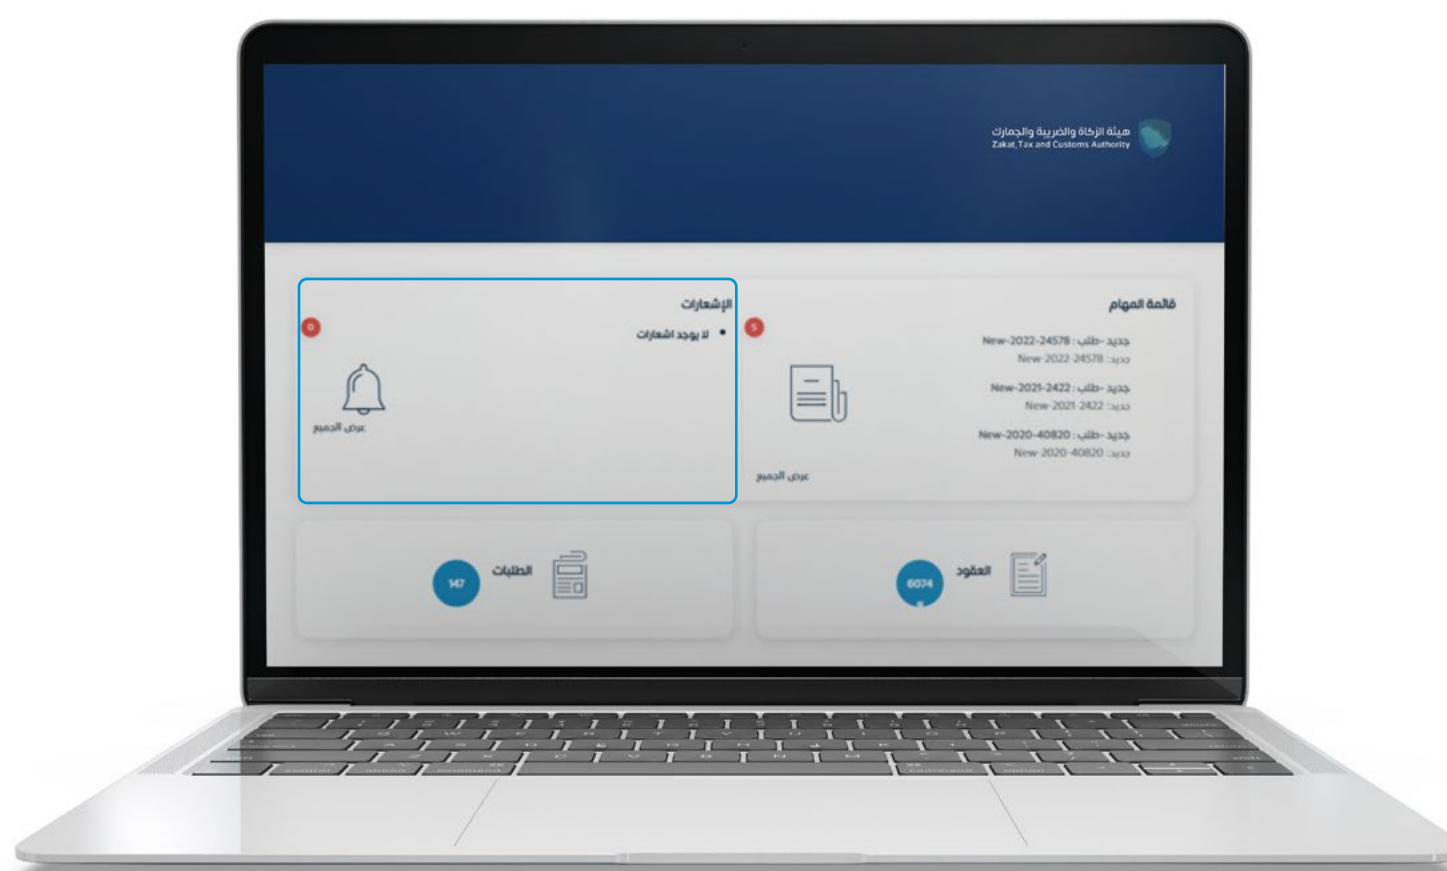 هيئة الزكاة والضريبة والجمارك
Zakat, Tax and Customs Authority
قائمة المهام
5
جديد -طلب : New-2022-24578
جديد: New-2022-24578
جديد -طلب : New-2021-2422
جديد: New-2021-2422
جديد -طلب : New-2020-40820
جديد: New-2020-40820
عرض الجميع
الإشعارات
0
لا يوجد اشعارات
عرض الجميع
العقود
6074
الطلبات
147